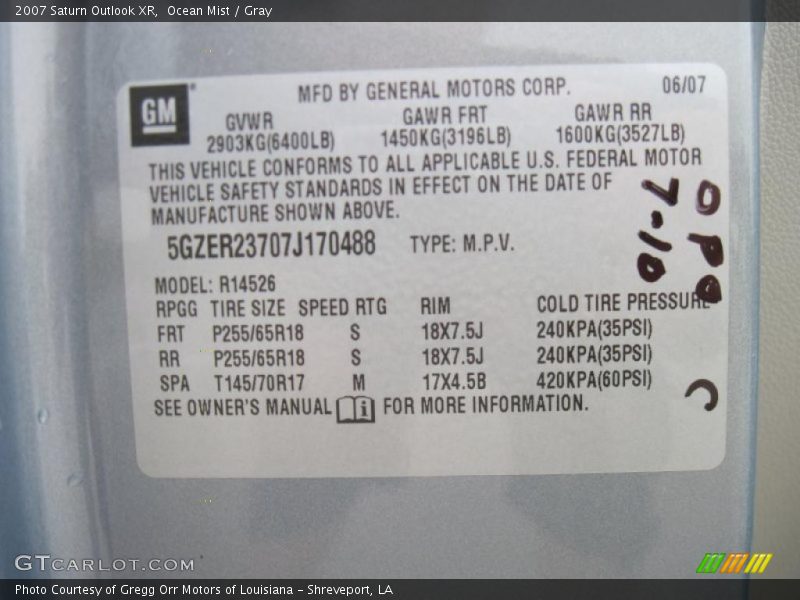 2007 Saturn Outlook XR, Ocean Mist / Gray
GM
MFD BY GENERAL MOTORS CORP. 06/07
GVWR GAWR FRT GAWR RR
2903KG(6400LB) 1450KG(3196LB) 1600KG(3527LB)
THIS VEHICLE CONFORMS TO ALL APPLICABLE U.S. FEDERAL MOTOR
VEHICLE SAFETY STANDARDS IN EFFECT ON THE DATE OF
MANUFACTURE SHOWN ABOVE.
5GZER23707J170488 TYPE: M.P.V.
MODEL: R14526
RPGG TIRE SIZE SPEED RTG RIM COLD TIRE PRESSURE
FRT P255/65R18 S 18X7.5J 240KPA(35PSI)
RR P255/65R18 S 18X7.5J 240KPA(35PSI)
SPA T145/70R17 M 17X4.5B 420KPA(60PSI)
SEE OWNER'S MANUAL i FOR MORE INFORMATION.
7-10
GTCARLOT.COM
Photo Courtesy of Gregg Orr Motors of Louisiana - Shreveport, LA